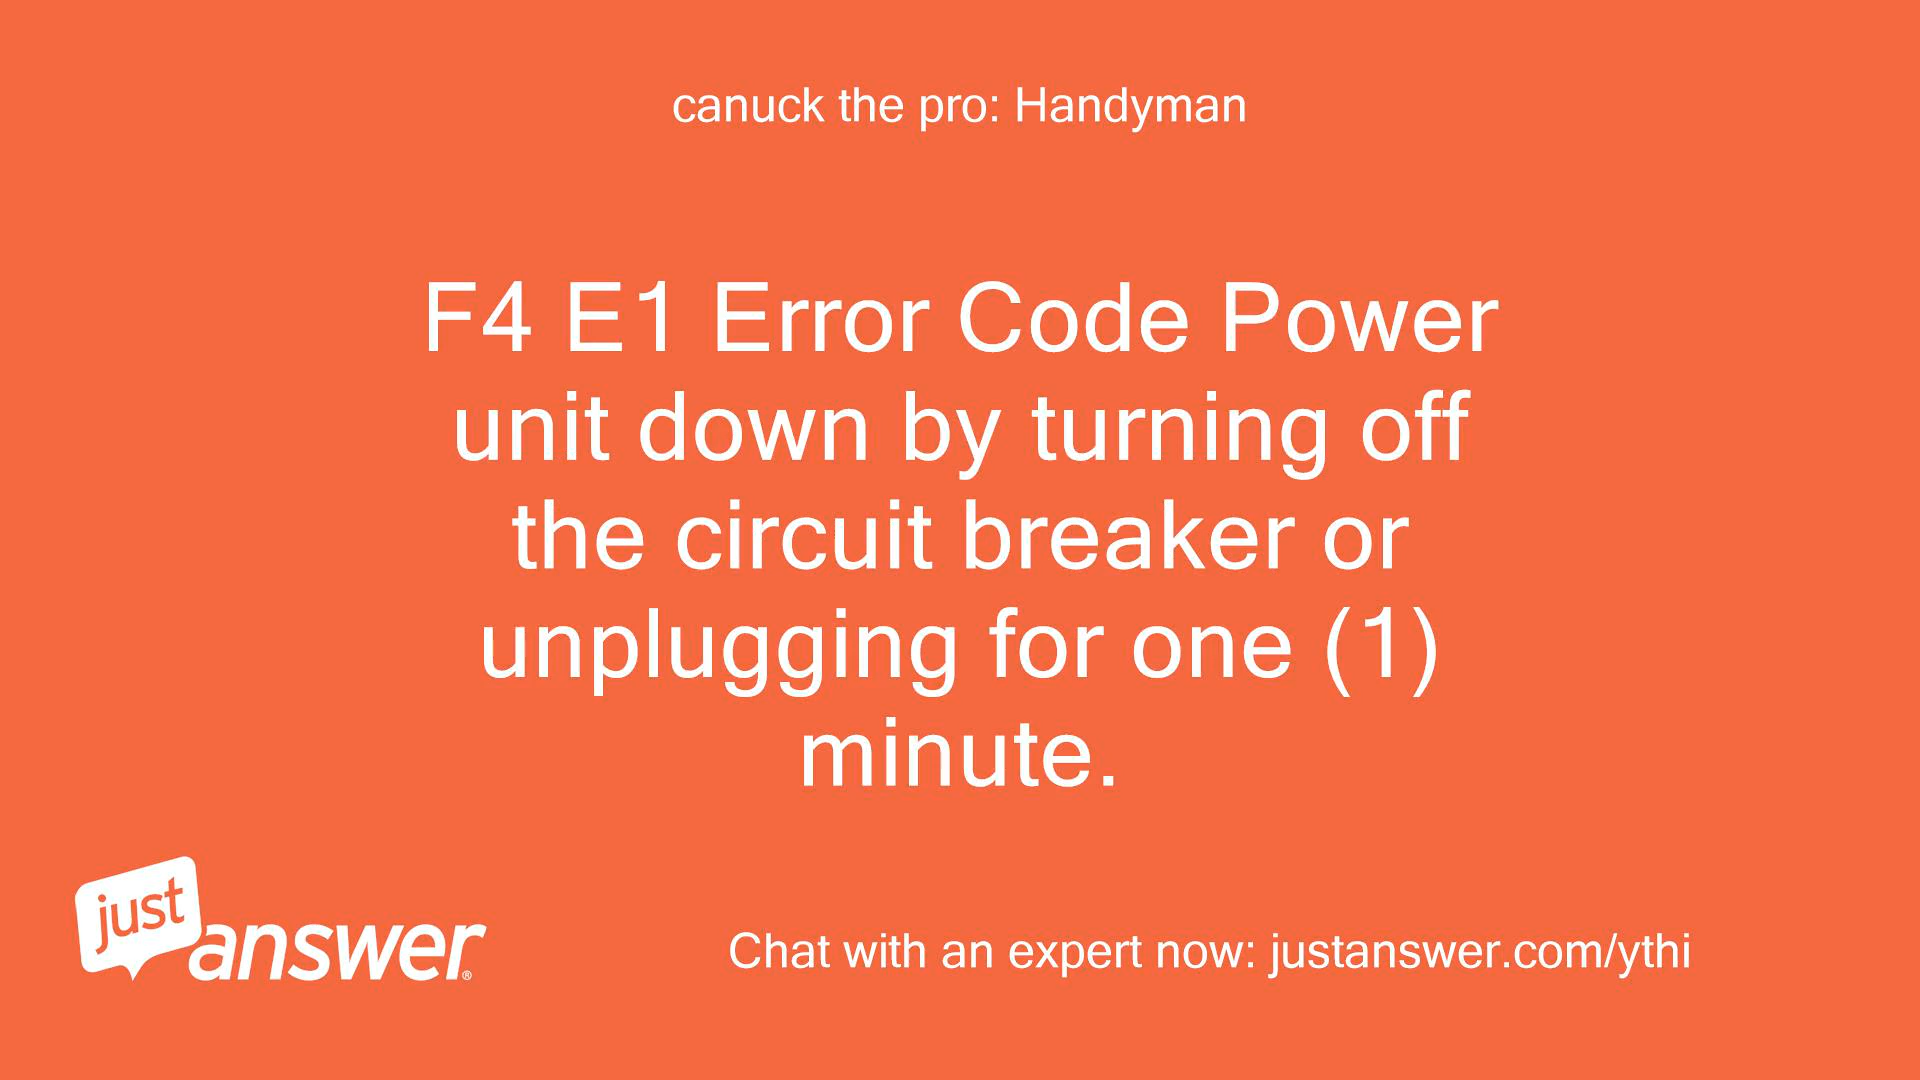 canuck the pro: Handyman
F4 E1 Error Code Power
unit down by turning off
the circuit breaker or
unplugging for one (1)
minute.
just
answer®
Chat with an expert now: justanswer.com/ythi